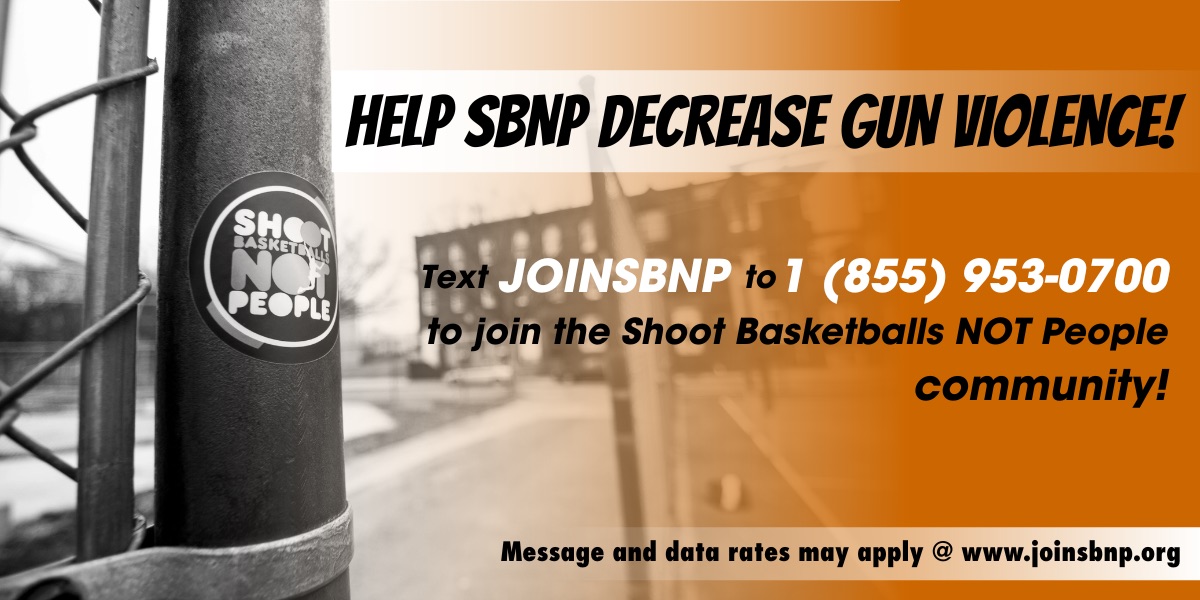 HELP SBNP DECREASE GUN VIOLENCE!
SHOOT
BASKETBALLS
NOT
PEOPLE
Text JOINSBNP to 1 (855) 953-0700
to join the Shoot Basketballs NOT People
community!
Message and data rates may apply @ www.joinsbnp.org